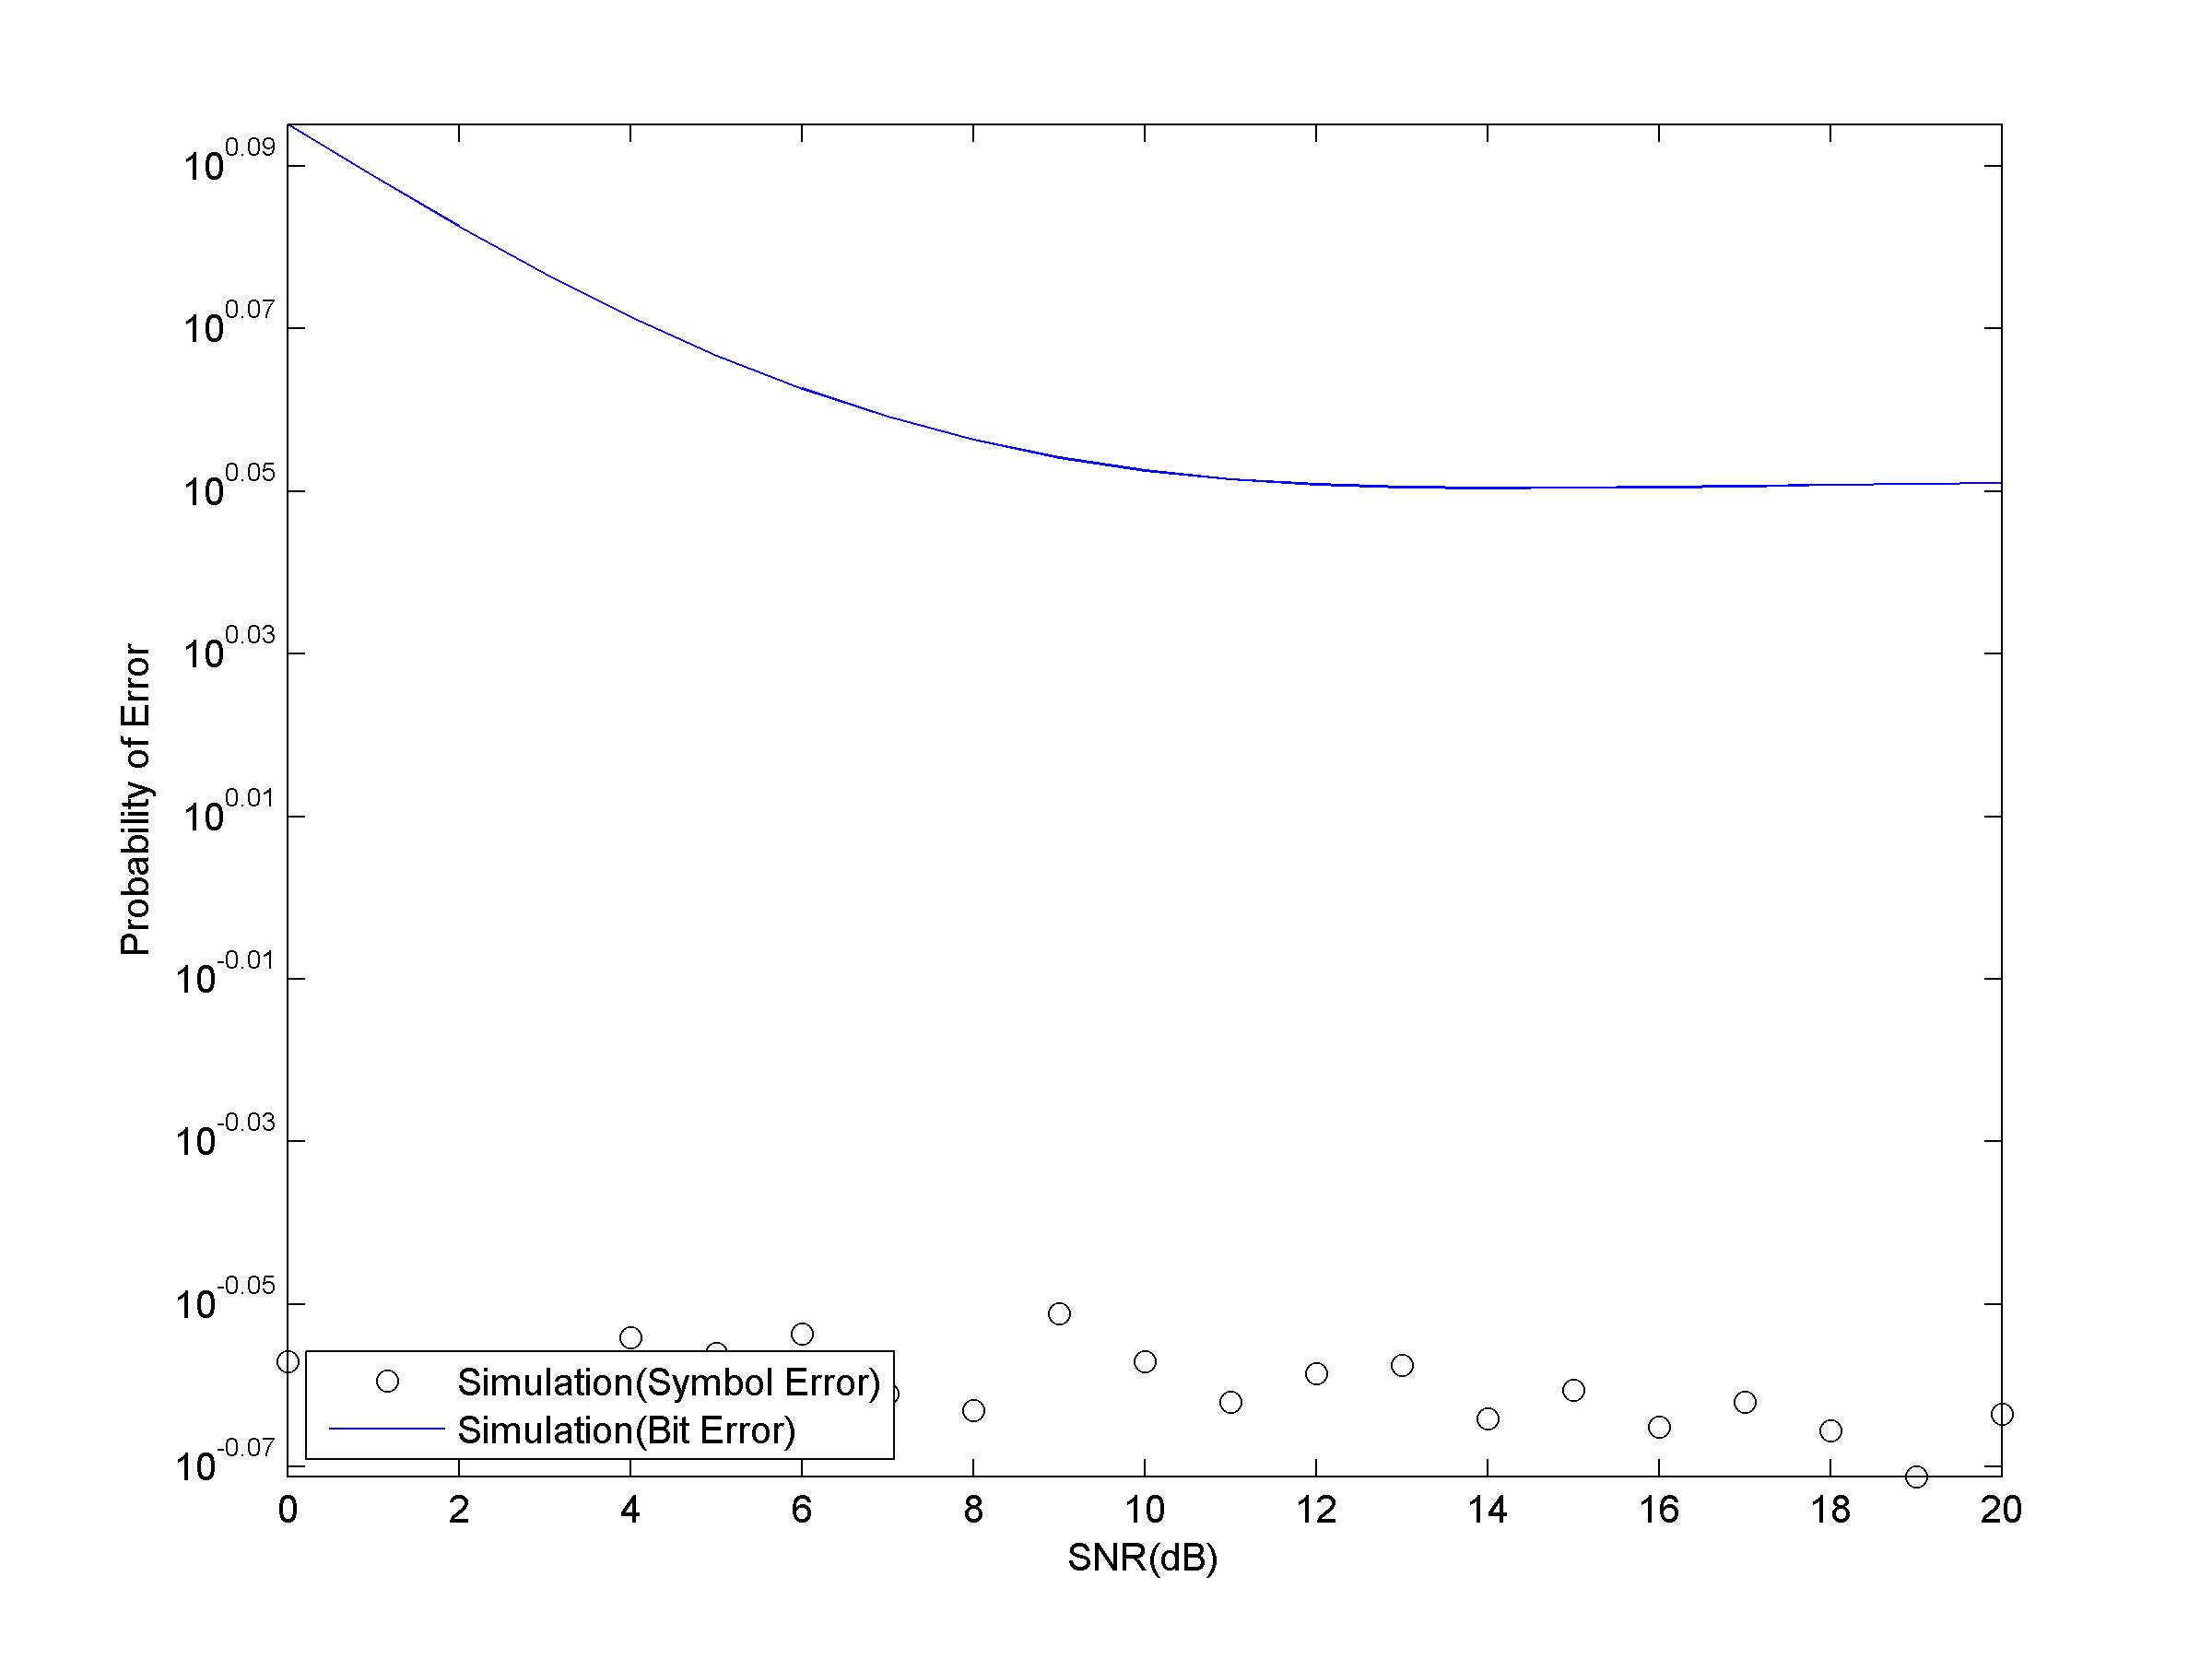 10^0.09
10^0.07
10^0.05
10^0.03
10^0.01
10^-0.01
10^-0.03
10^-0.05
10^-0.07
Probability of Error
Simulation(Symbol Error)
Simulation(Bit Error)
0 2 4 6 8 10 12 14 16 18 20
SNR(dB)